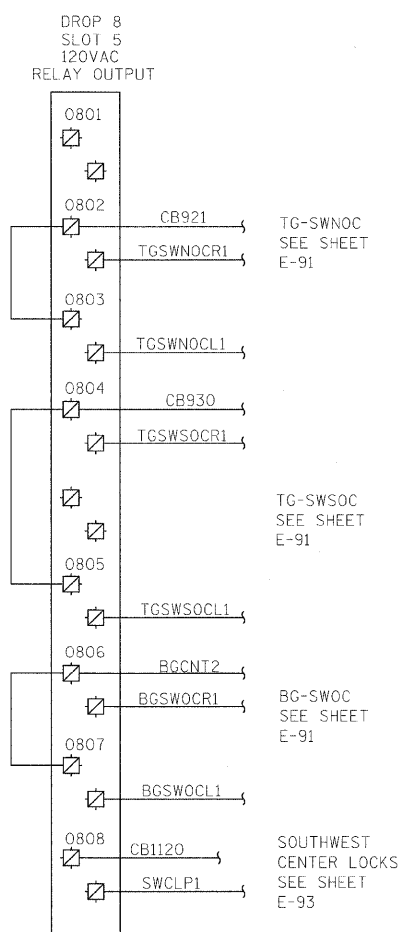 DROP 8
SLOT 5
120VAC
RELAY OUTPUT
0801
0802
CB921
TGSWNOCR1
TG-SWNOC
SEE SHEET
E-91
0803
TGSWNOCL1
0804
CB930
TGSWSOCR1
TG-SWSOC
SEE SHEET
E-91
0805
TGSWSOCL1
0806
BGCNT2
BGSWOCR1
BG-SWOC
SEE SHEET
E-91
0807
BGSWOCL1
0808
CB1120
SWCLP1
SOUTHWEST
CENTER LOCKS
SEE SHEET
E-93